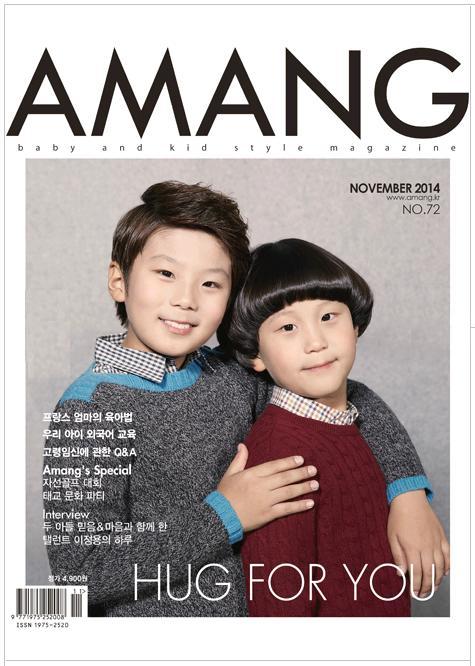 AMANG
baby and kid style magazine
NOVEMBER 2014
www.amang.kr
NO.72
프랑스 엄마의 육아법
우리 아이 외국어 교육
고령임신에 관한 Q&A
Amang's Special
자선골프 대회
태교 문화 파티
Interview
두 아들 믿음&마음과 함께 한
탤런트 이정용의 하루
정가 4,900원
HUG FOR YOU
11>
9 771975 252008
ISSN 1975-2520